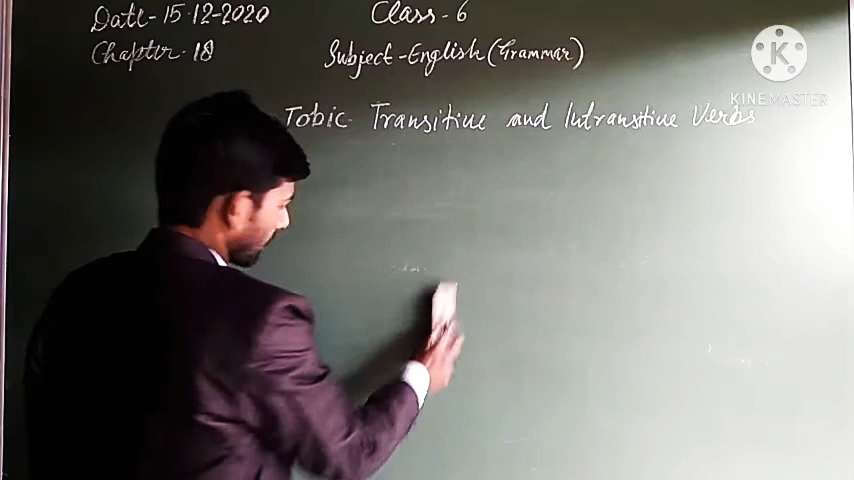 Date - 15.12-2020
Class - 6
Chapter - 18
Subject - English (Grammar)
Tobic Transitive and Intransitive Verbs
KINEMASTER